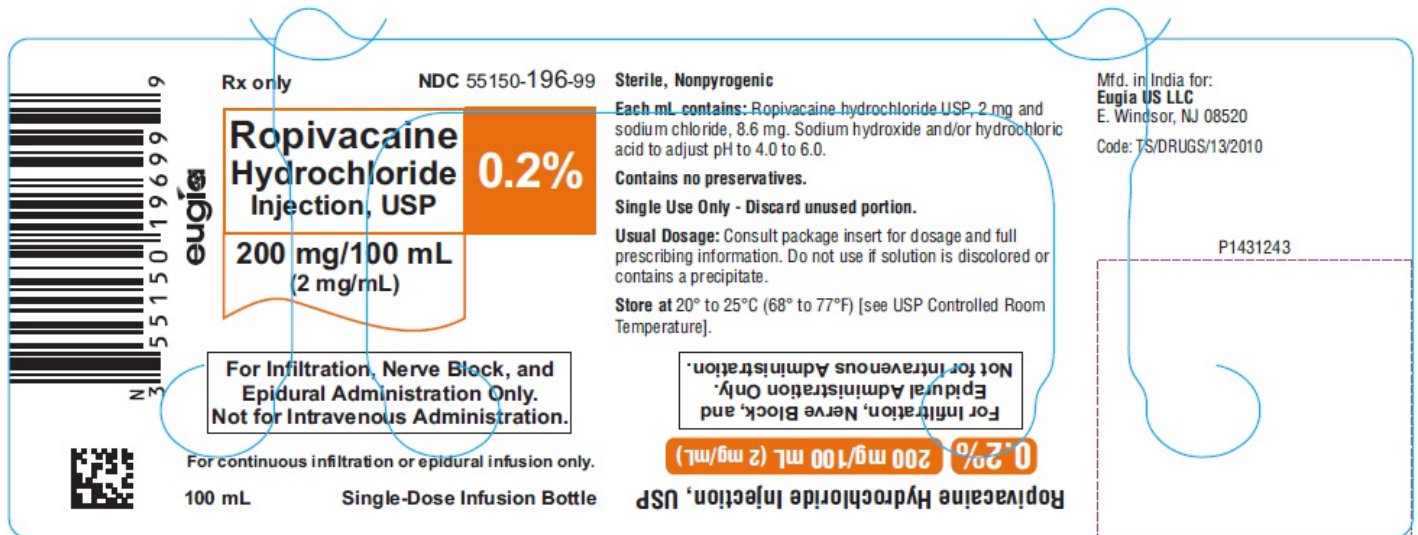 Rx only NDC 55150-196-99
Ropivacaine
Hydrochloride
Injection, USP
0.2%
200 mg/100 mL
(2 mg/mL)
eugia
N
3 55150 19699 9
For Infiltration, Nerve Block, and
Epidural Administration Only.
Not for Intravenous Administration.
For continuous infiltration or epidural infusion only.
100 mL Single-Dose Infusion Bottle
Sterile, Nonpyrogenic
Each mL contains: Ropivacaine hydrochloride USP, 2 mg and
sodium chloride, 8.6 mg. Sodium hydroxide and/or hydrochloric
acid to adjust pH to 4.0 to 6.0.
Contains no preservatives.
Single Use Only - Discard unused portion.
Usual Dosage: Consult package insert for dosage and full
prescribing information. Do not use if solution is discolored or
contains a precipitate.
Store at 20° to 25°C (68° to 77°F) [see USP Controlled Room
Temperature].
Ropivacaine Hydrochloride Injection, USP
0.2% 200 mg/100 mL (2 mg/mL)
For Infiltration, Nerve Block, and
Epidural Administration Only.
Not for Intravenous Administration.
Mfd. in India for:
Eugia US LLC
E. Windsor, NJ 08520
Code: TS/DRUGS/13/2010
P1431243